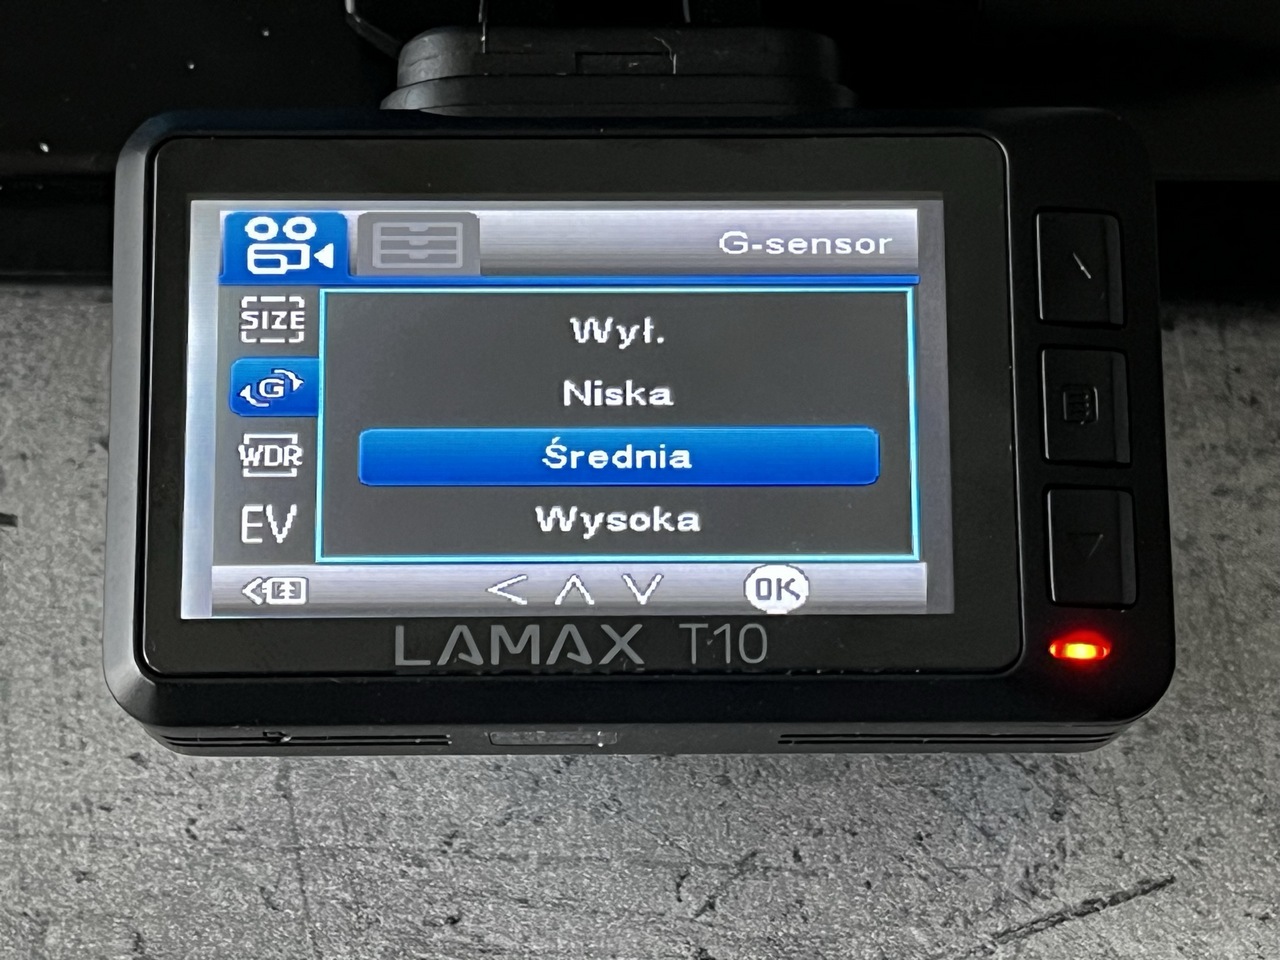 G-sensor
SIZE
Wył.
G
Niska
WDR
Średnia
EV
Wysoka
OK
LAMAX T10